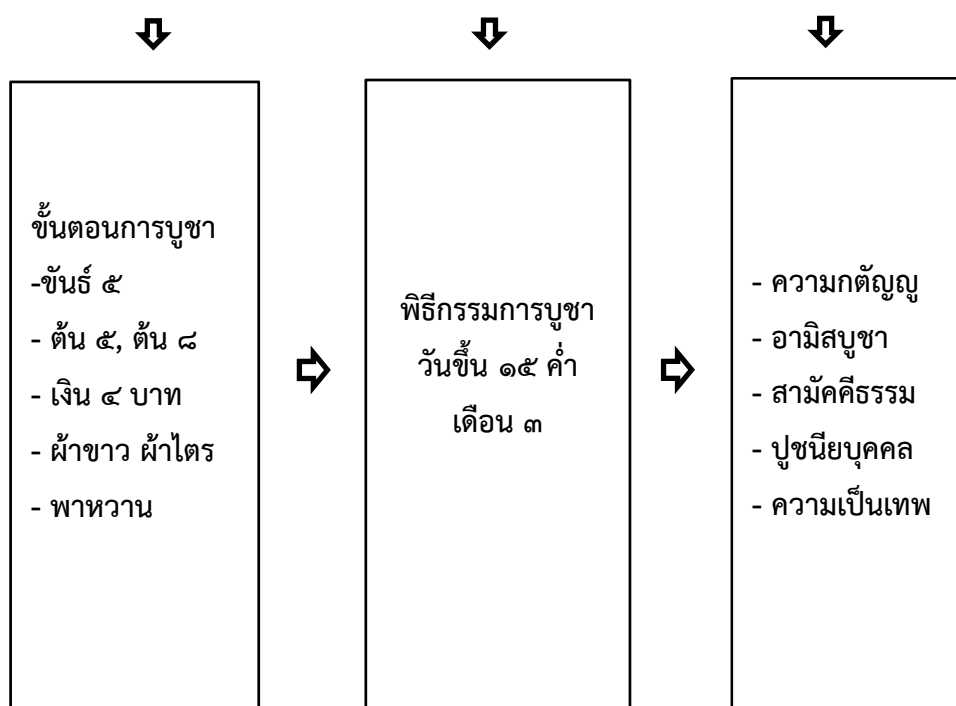 ขั้นตอนการบูชา
-ขันธ์ ๕
- ต้น ๕, ต้น ๘
- เงิน ๔ บาท
- ผ้าขาว ผ้าไตร
- พาหวาน
พิธีกรรมการบูชา
วันขึ้น ๑๕ ค่ำ
เดือน ๓
- ความกตัญญู
- อามิสบูชา
- สามัคคีธรรม
- ปูชนียบุคคล
- ความเป็นเทพ